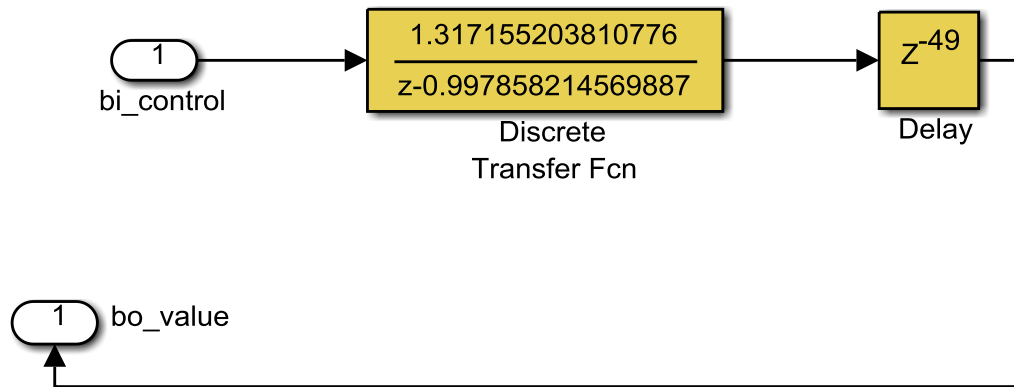 1
bi_control
1.317155203810776
z-0.997858214569887
Discrete
Transfer Fcn
z-49
Delay
1
bo_value